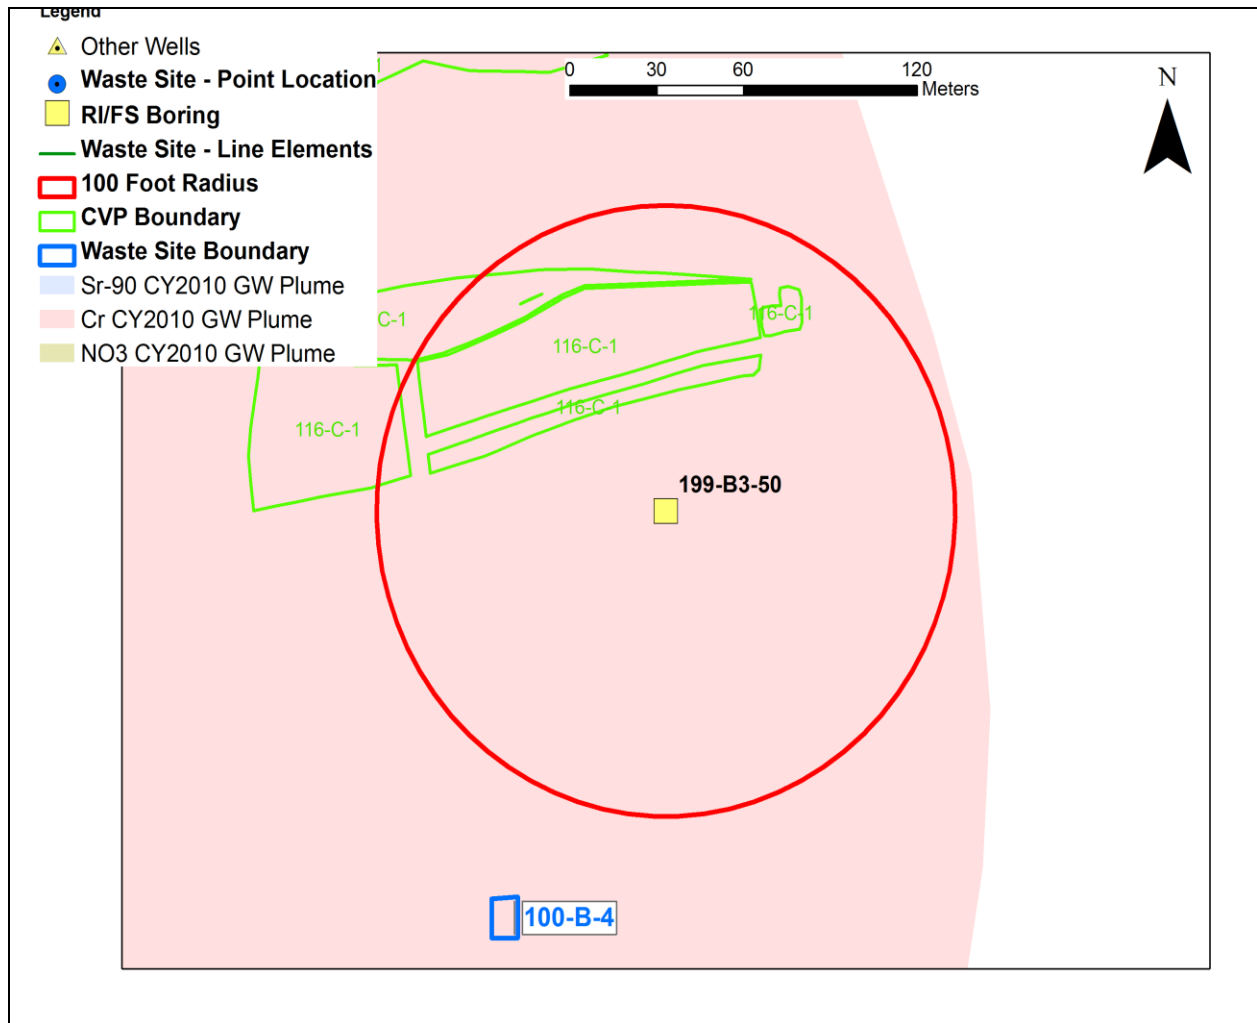 Legend
Other Wells
Waste Site - Point Location
RI/FS Boring
Waste Site - Line Elements
100 Foot Radius
CVP Boundary
Waste Site Boundary
Sr-90 CY2010 GW Plume
Cr CY2010 GW Plume
NO3 CY2010 GW Plume
0 30 60 120
Meters
N
C-1
116-C-1
116-C-1
116-C-1
116-C-1
199-B3-50
100-B-4